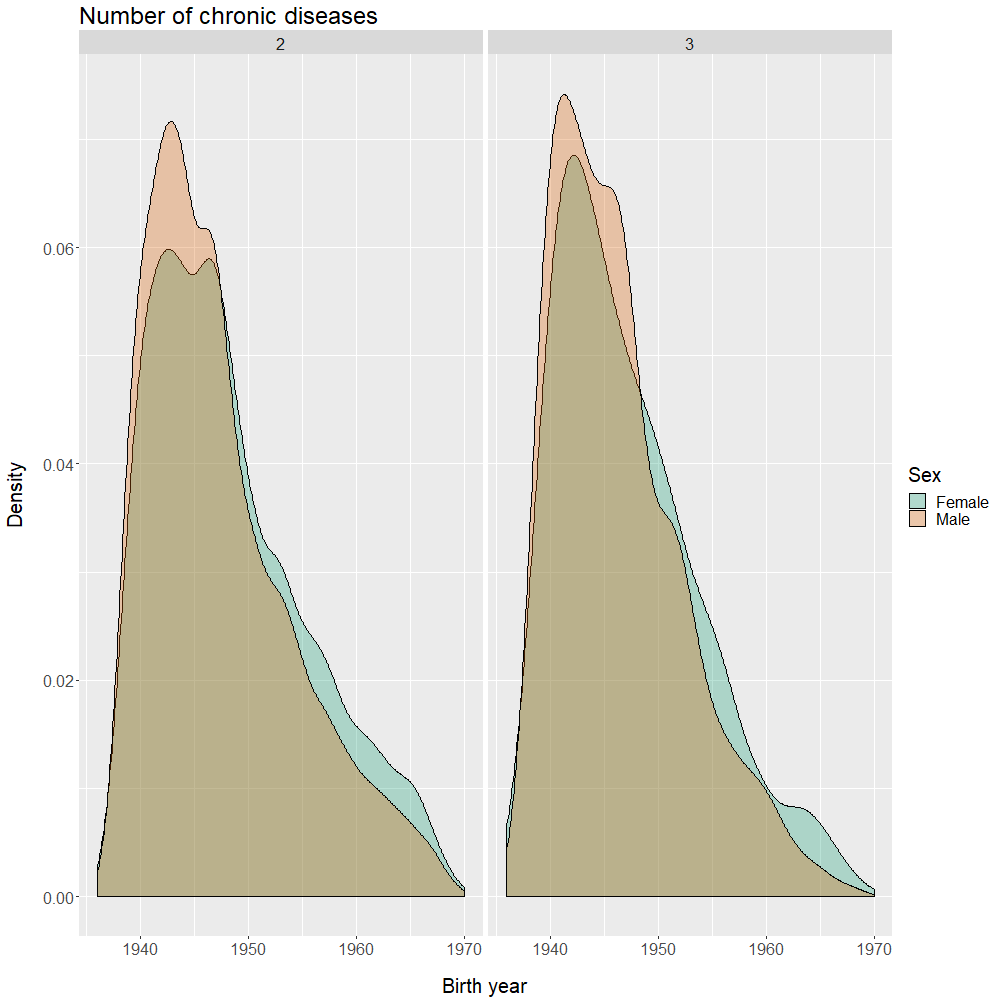 Number of chronic diseases
2
3
0.06
0.04
0.02
0.00
Density
1940
1950
1960
1970
1940
1950
1960
1970
Birth year
Sex
Female
Male